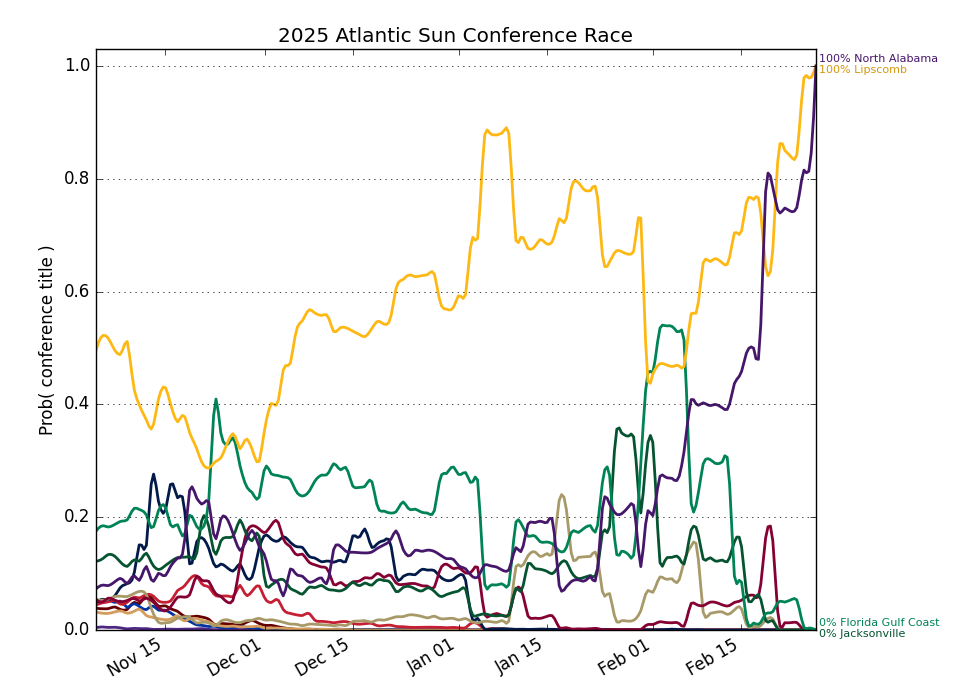 2025 Atlantic Sun Conference Race
1.0
0.8
0.6
0.4
0.2
0.0
Prob( conference title )
Nov 15
Dec 01
Dec 15
Jan 01
Jan 15
Feb 01
Feb 15
100% North Alabama
100% Lipscomb
0% Florida Gulf Coast
0% Jacksonville